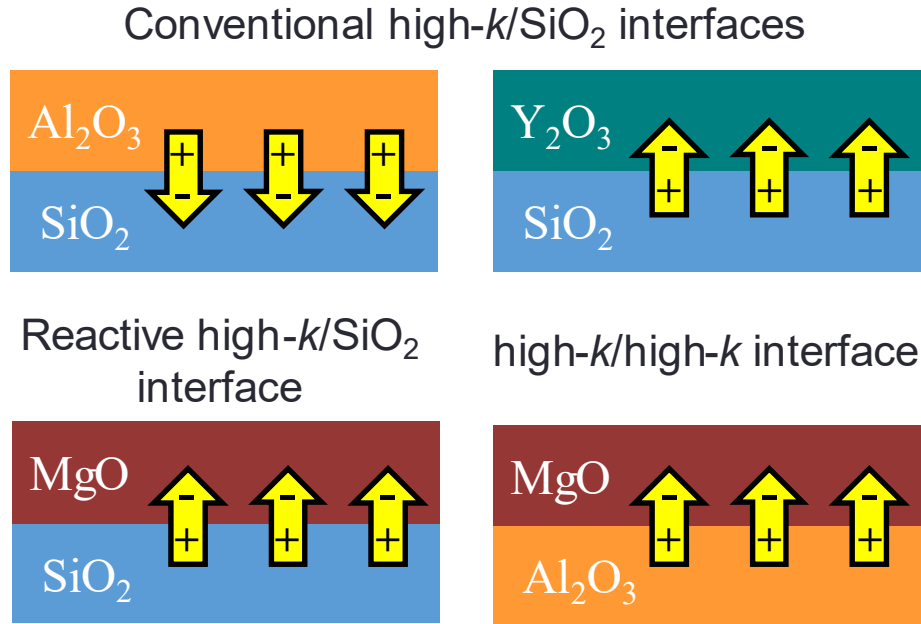 Conventional high-k/SiO₂ interfaces
Al₂O₃
+ + +
- - -
SiO₂
Y₂O₃
- - -
+ + +
SiO₂
Reactive high-k/SiO₂
interface
MgO
- - -
+ + +
SiO₂
high-k/high-k interface
MgO
- - -
+ + +
Al₂O₃